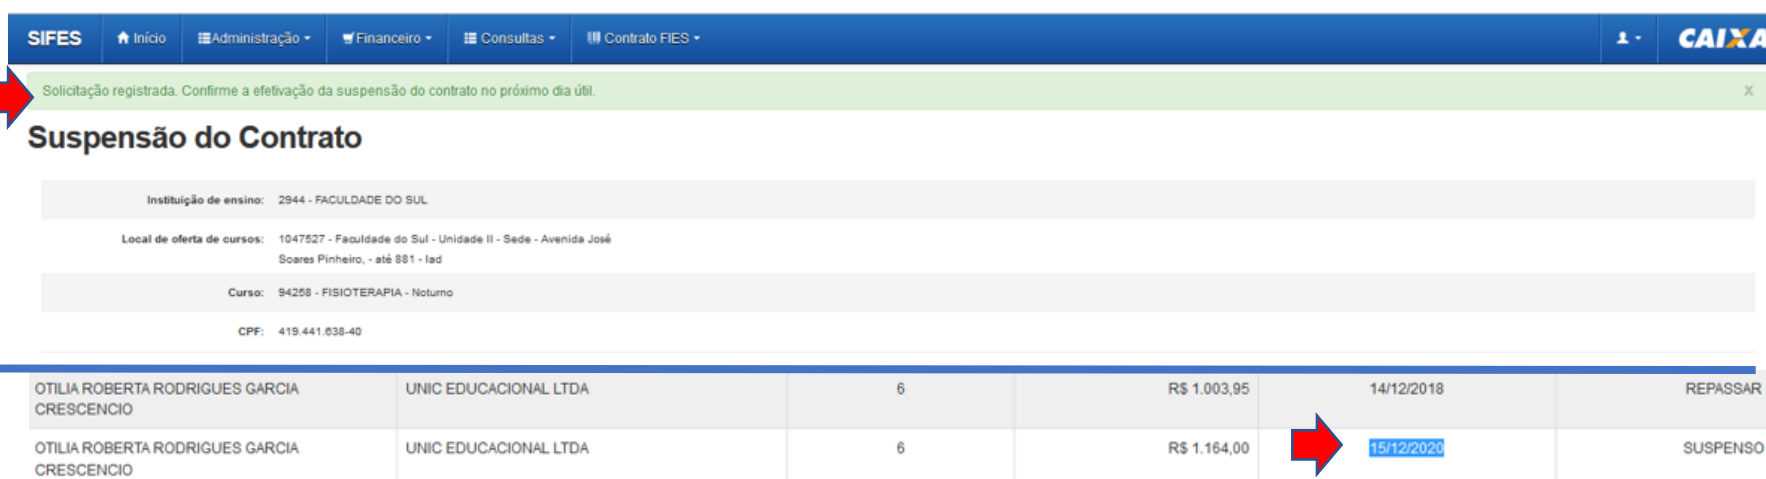 SIFES Início Administração Financeiro Consultas Contrato FIES CAIXA
Solicitação registrada. Confirme a efetivação da suspensão do contrato no próximo dia útil. X
Suspensão do Contrato
Instituição de ensino: 2944 - FACULDADE DO SUL
Local de oferta de cursos: 1047527 - Faculdade do Sul - Unidade II - Sede - Avenida José
Soares Pinheiro, - até 881 - lad
Curso: 94258 - FISIOTERAPIA - Noturno
CPF: 419.441.638-40
OTILIA ROBERTA RODRIGUES GARCIA UNIC EDUCACIONAL LTDA 6 R$ 1.003,95 14/12/2018 REPASSAR
CRESCENCIO
OTILIA ROBERTA RODRIGUES GARCIA UNIC EDUCACIONAL LTDA 6 R$ 1.164,00 15/12/2020 SUSPENSO
CRESCENCIO